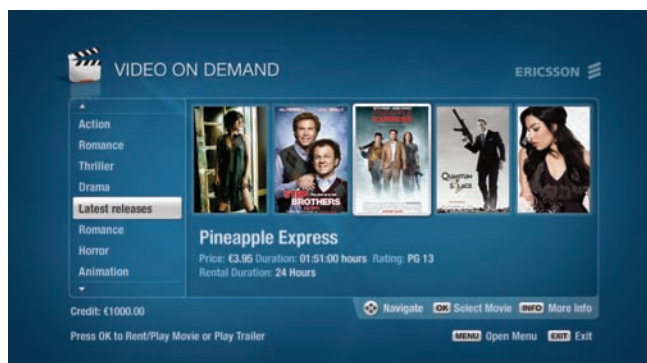 VIDEO ON DEMAND
ERICSSON
Action
Romance
Thriller
Drama
Latest releases
Romance
Horror
Animation
STEP BROTHERS
EXPRESS
QUANTUM OF SOLACE
Pineapple Express
Price: €3.95 Duration: 01:51:00 hours Rating: PG 13
Rental Duration: 24 Hours
Credit: €1000.00
Navigate OK Select Movie INFO More Info
Press OK to Rent/Play Movie or Play Trailer
MENU Open Menu EXIT Exit